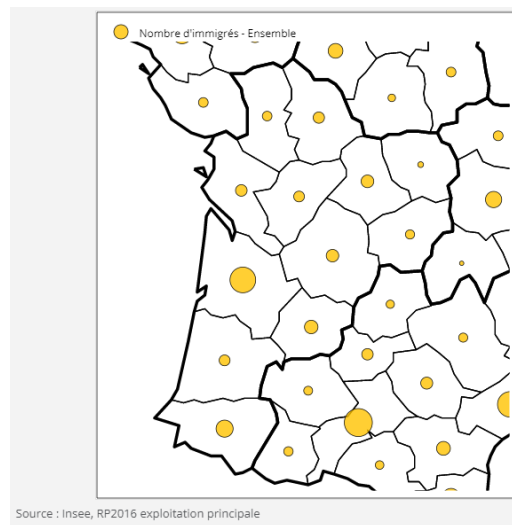 Nombre d'immigrés - Ensemble
Source : Insee, RP2016 exploitation principale